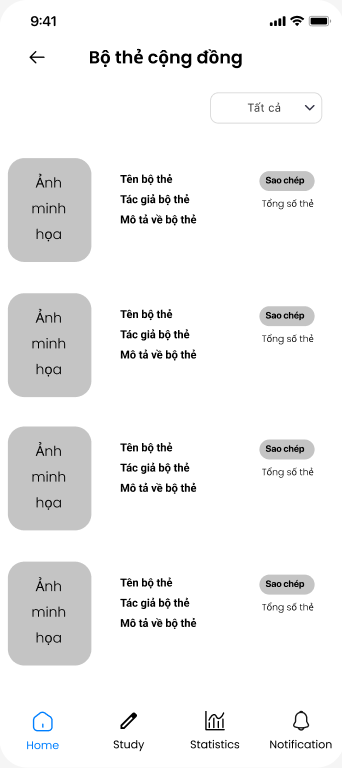 9:41
Bộ thẻ cộng đồng
Tất cả
Ảnh
minh
họa
Tên bộ thẻ
Tác giả bộ thẻ
Mô tả về bộ thẻ
Sao chép
Tổng số thẻ
Ảnh
minh
họa
Tên bộ thẻ
Tác giả bộ thẻ
Mô tả về bộ thẻ
Sao chép
Tổng số thẻ
Ảnh
minh
họa
Tên bộ thẻ
Tác giả bộ thẻ
Mô tả về bộ thẻ
Sao chép
Tổng số thẻ
Ảnh
minh
họa
Tên bộ thẻ
Tác giả bộ thẻ
Mô tả về bộ thẻ
Sao chép
Tổng số thẻ
Home
Study
Statistics
Notification